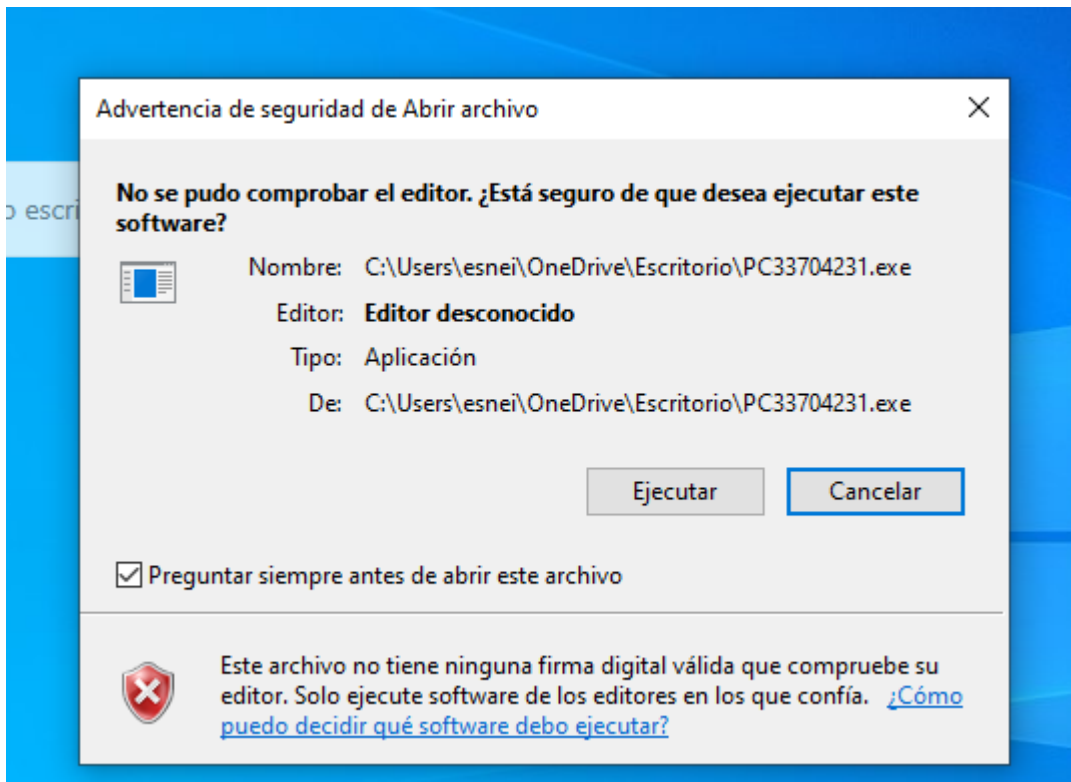 Advertencia de seguridad de Abrir archivo
No se pudo comprobar el editor. ¿Está seguro de que desea ejecutar este
software?
Nombre: C:\Users\esnei\OneDrive\Escritorio\PC33704231.exe
Editor: Editor desconocido
Tipo: Aplicación
De: C:\Users\esnei\OneDrive\Escritorio\PC33704231.exe
Ejecutar Cancelar
Preguntar siempre antes de abrir este archivo
Este archivo no tiene ninguna firma digital válida que compruebe su
editor. Solo ejecute software de los editores en los que confía. ¿Cómo
puedo decidir qué software debo ejecutar?